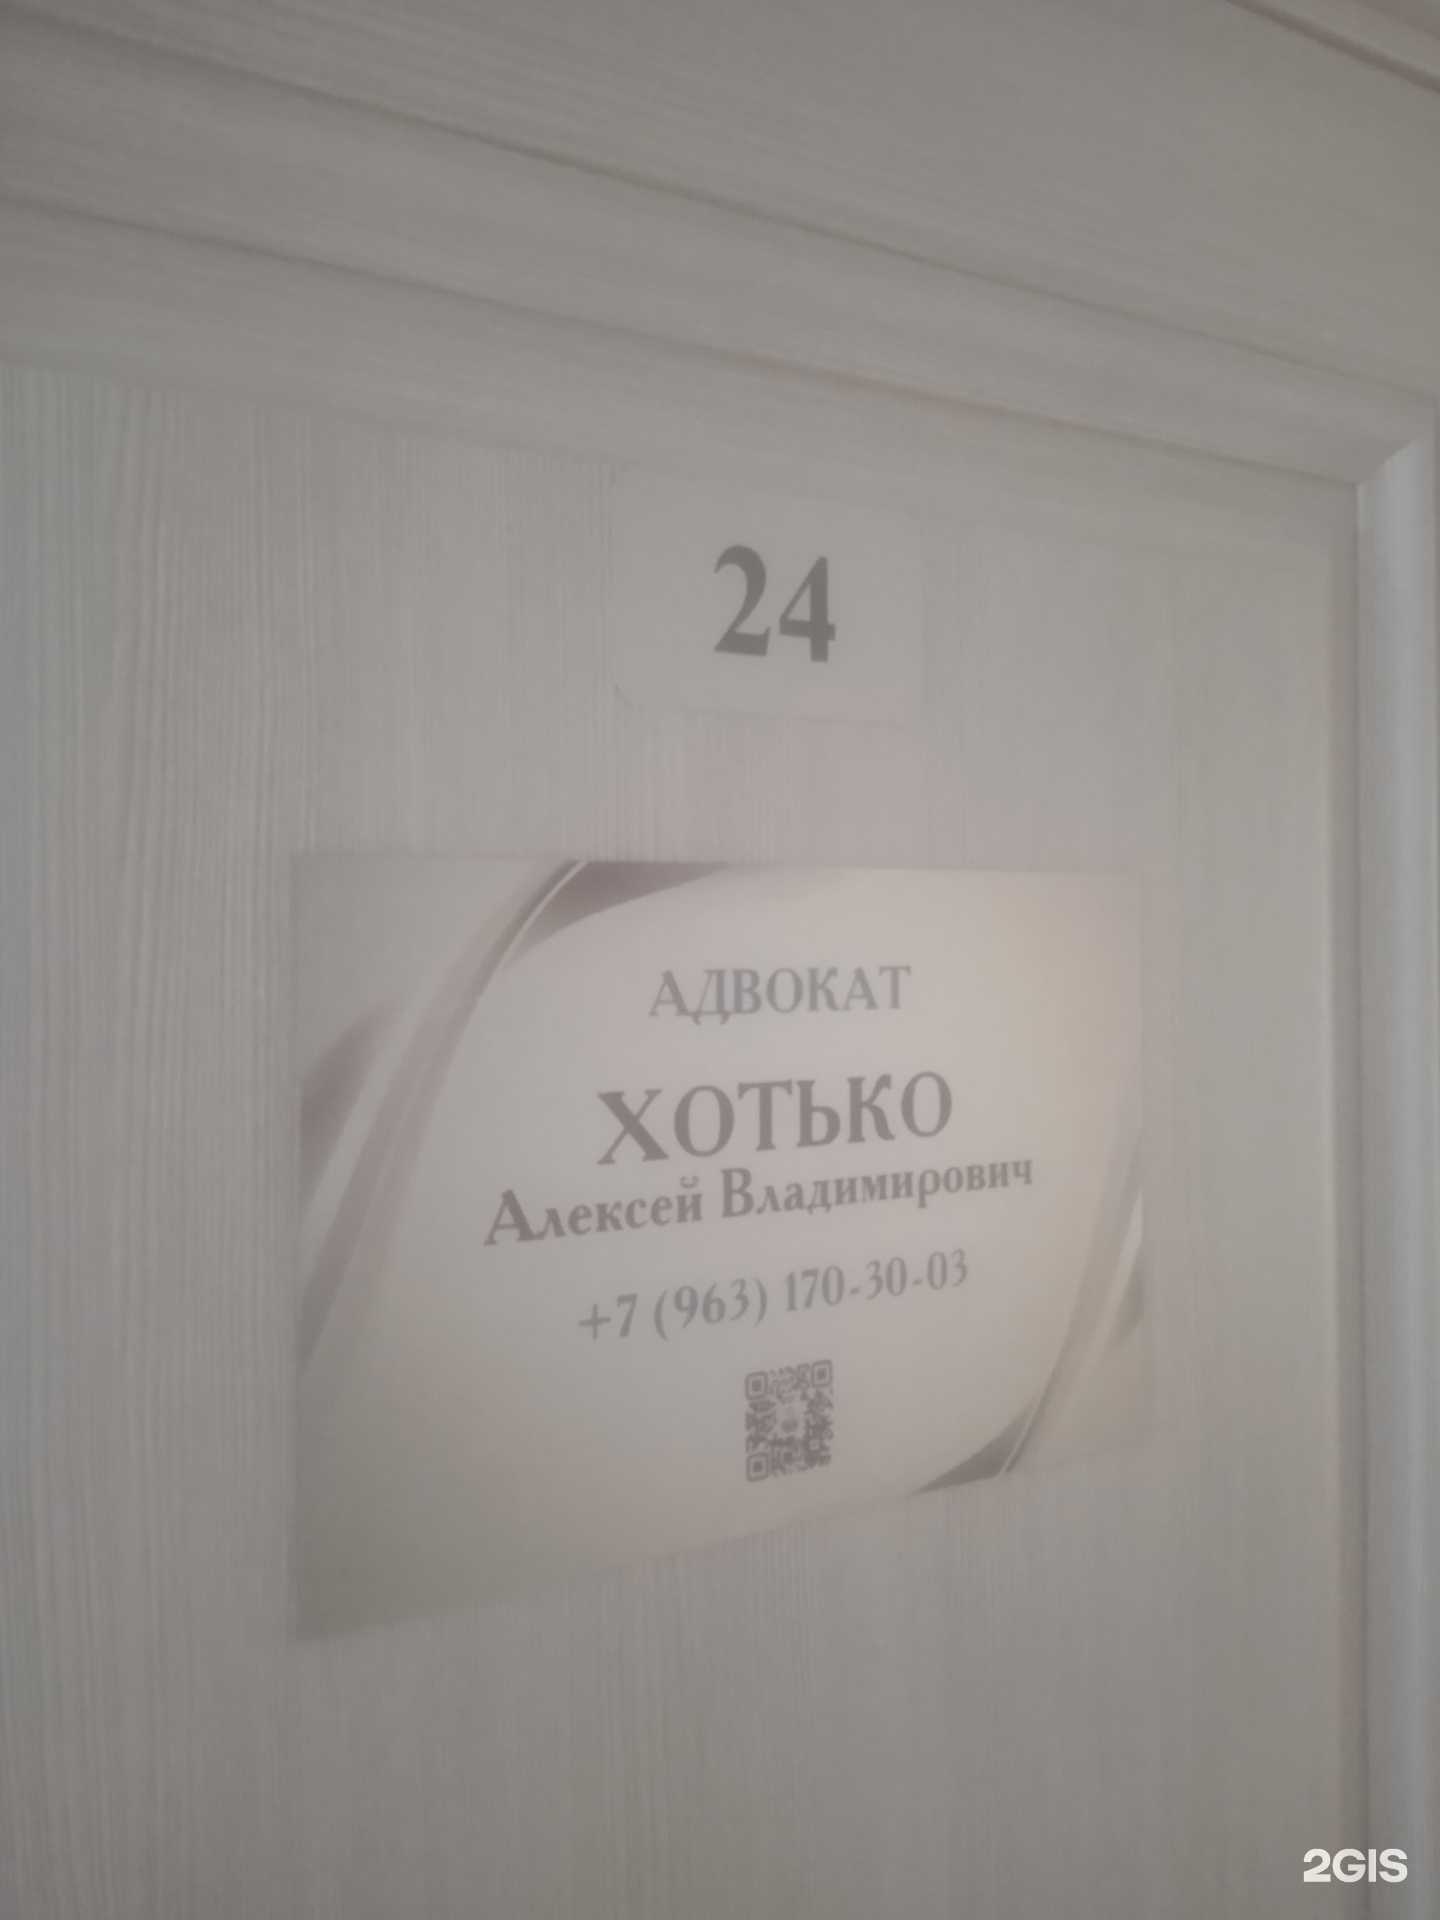 24
АДВОКАТ
ХОТЬКО
Алексей Владимирович
+7 (963) 170-30-03
2GIS